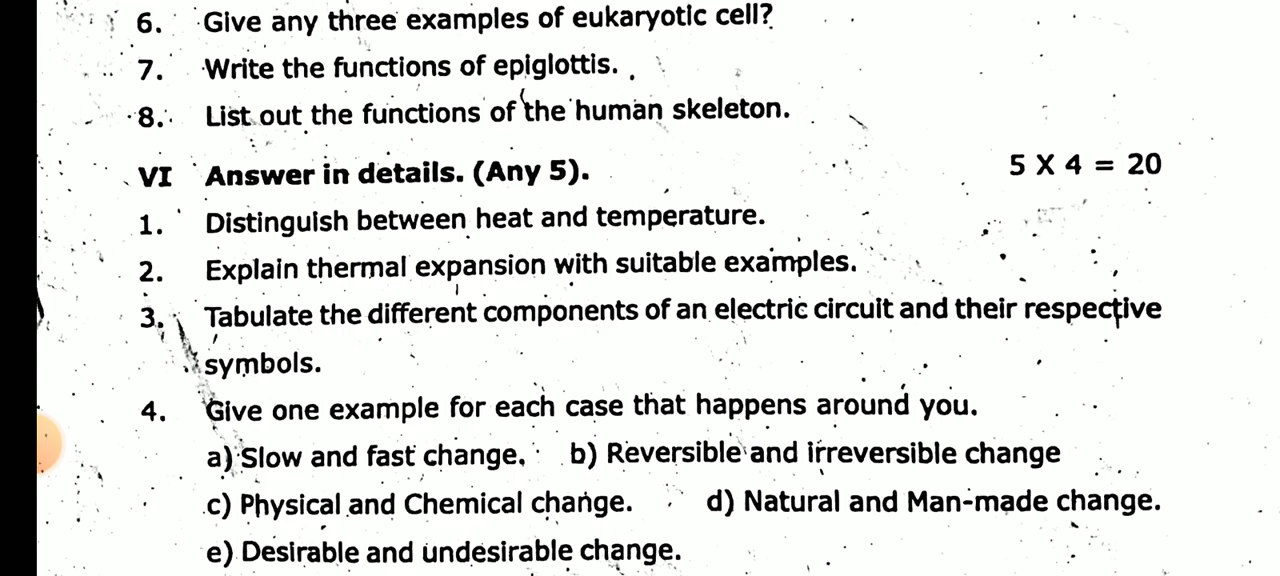 6. Give any three examples of eukaryotic cell?
7. Write the functions of epiglottis.
8. List out the functions of the human skeleton.
VI Answer in details. (Any 5). 5 X 4 = 20
1. Distinguish between heat and temperature.
2. Explain thermal expansion with suitable examples.
3. Tabulate the different components of an electric circuit and their respective
symbols.
4. Give one example for each case that happens around you.
a) Slow and fast change. b) Reversible and irreversible change
c) Physical and Chemical change. d) Natural and Man-made change.
e) Desirable and undesirable change.